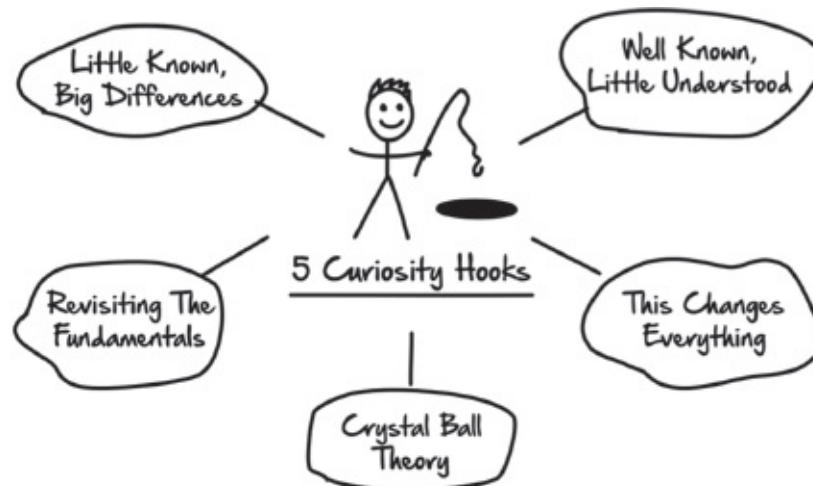 Little Known,
Big Differences
Well Known,
Little Understood
5 Curiosity Hooks
Revisiting The
Fundamentals
This Changes
Everything
Crystal Ball
Theory